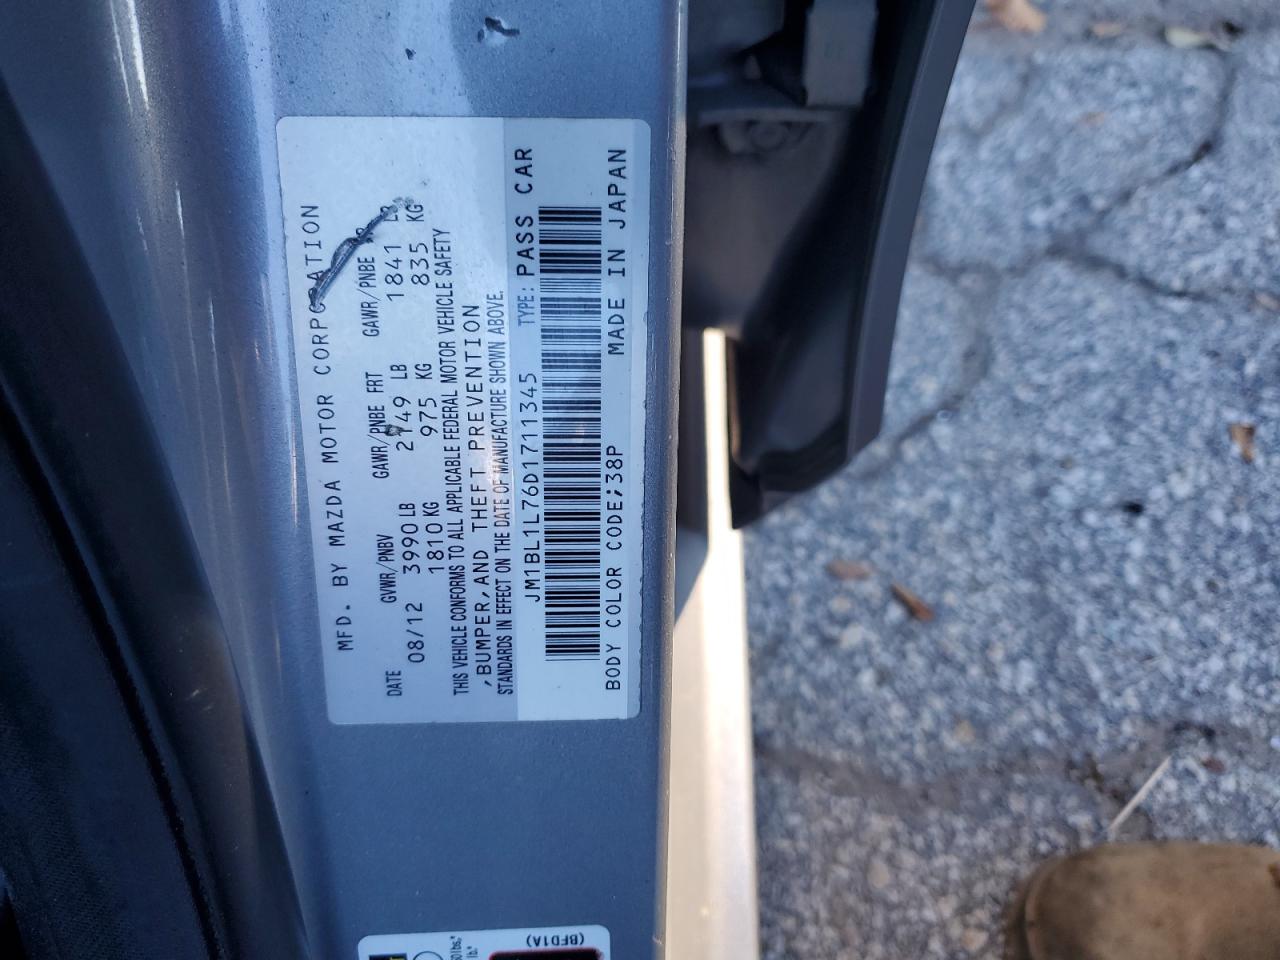 MFD. BY MAZDA MOTOR CORPORATION
DATE GVWR/PNBV GAWR/PNBE FRT GAWR/PNBE
08/12 3990 LB 2149 LB 1841 LB
1810 KG 975 KG 835 KG
THIS VEHICLE CONFORMS TO ALL APPLICABLE FEDERAL MOTOR VEHICLE SAFETY
,BUMPER,AND THEFT PREVENTION
STANDARDS IN EFFECT ON THE DATE OF MANUFACTURE SHOWN ABOVE.
JM1BL1L76D1711345 TYPE: PASS CAR
BODY COLOR CODE;38P MADE IN JAPAN
(BFD1A)